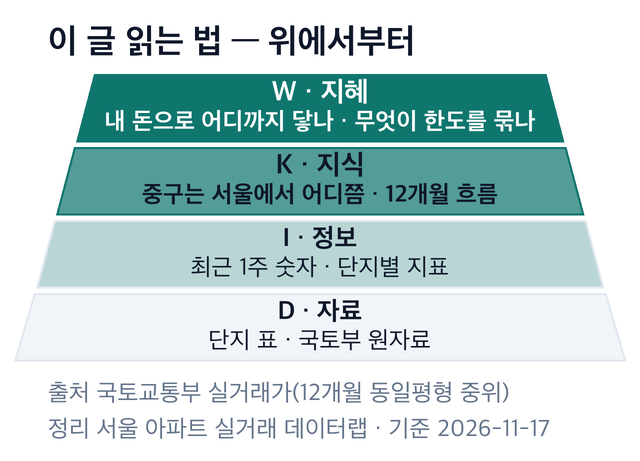 이 글 읽는 법 — 위에서부터
W · 지혜
내 돈으로 어디까지 닿나 · 무엇이 한도를 묶나
K · 지식
중구는 서울에서 어디쯤 · 12개월 흐름
I · 정보
최근 1주 숫자 · 단지별 지표
D · 자료
단지 표 · 국토부 원자료
출처 국토교통부 실거래가(12개월 동일평형 중위)
정리 서울 아파트 실거래 데이터랩 · 기준 2026-11-17